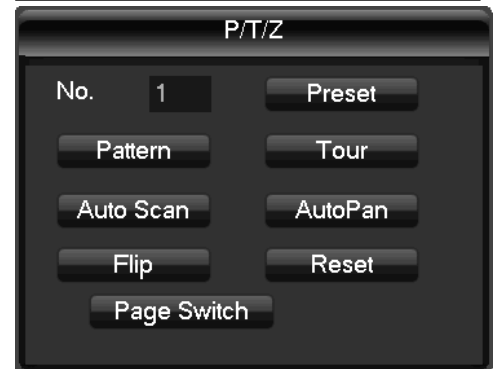 P/T/Z
No. 1 Preset
Pattern Tour
Auto Scan AutoPan
Flip Reset
Page Switch